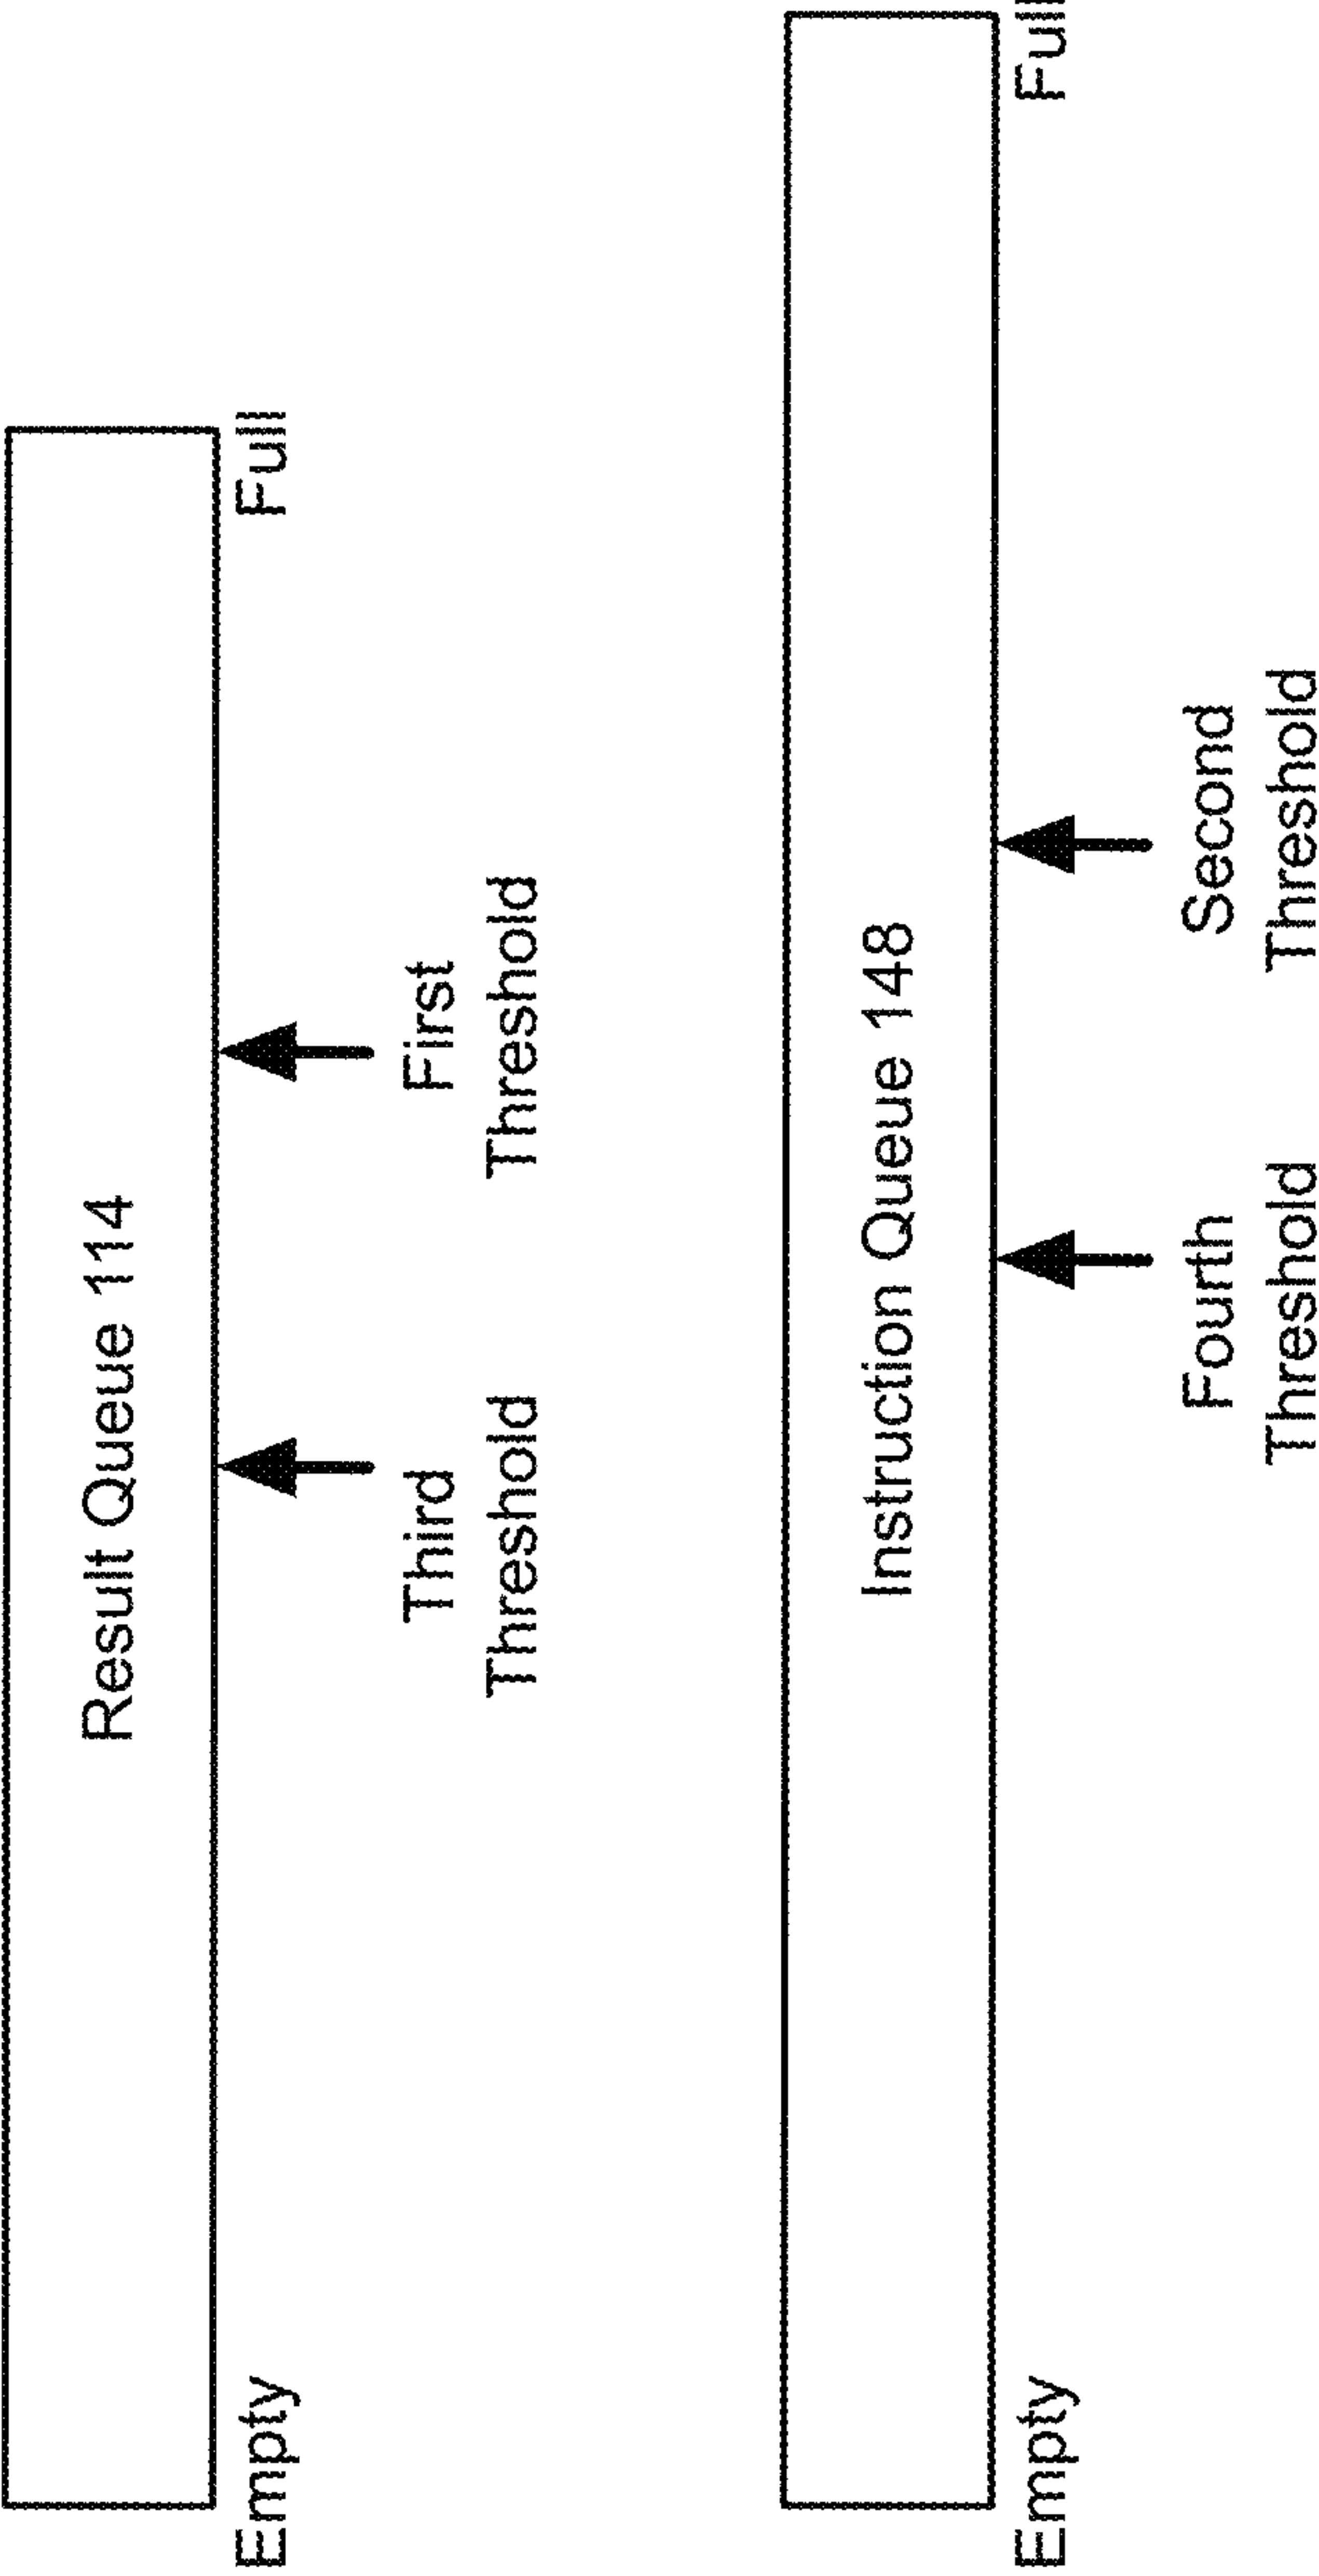 Result Queue 114
Empty
Full
Third
Threshold
First
Threshold
Instruction Queue 148
Empty
Full
Fourth
Threshold
Second
Threshold